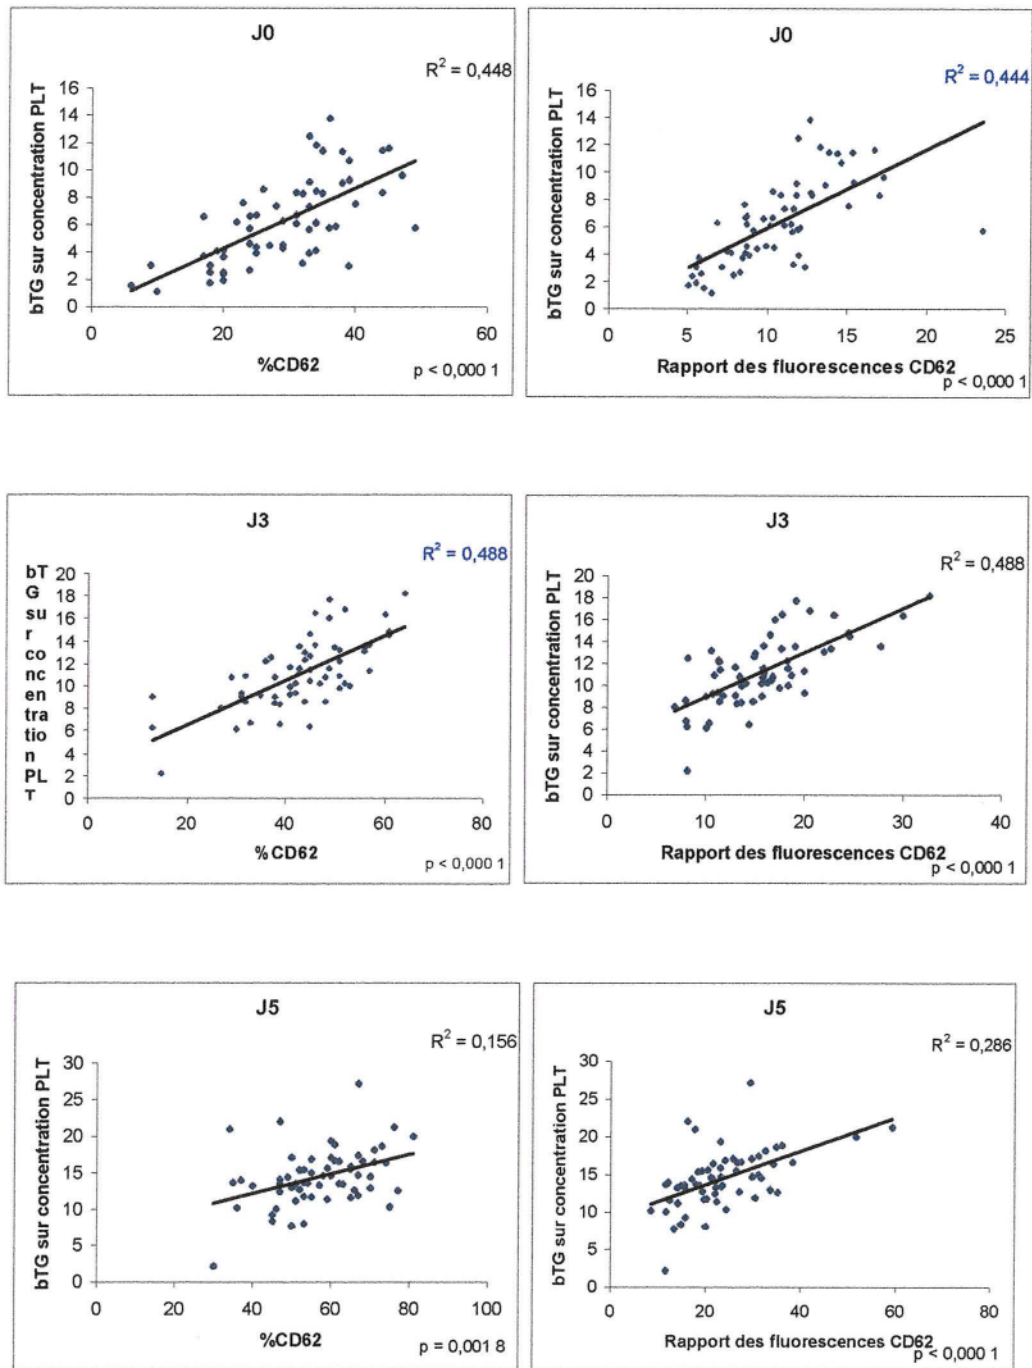 J0
R² = 0,448
bTG sur concentration PLT
16
14
12
10
8
6
4
2
0
0 20 40 60
%CD62
p < 0,000 1
J0
R² = 0,444
bTG sur concentration PLT
16
14
12
10
8
6
4
2
0
0 5 10 15 20 25
Rapport des fluorescences CD62
p < 0,000 1
J3
R² = 0,488
bT
G su
r c
onc
en
tra
tio
n
PL
T
20
18
16
14
12
10
8
6
4
2
0
0 20 40 60 80
%CD62
p < 0,000 1
J3
R² = 0,488
bTG sur concentration PLT
20
18
16
14
12
10
8
6
4
2
0
0 10 20 30 40
Rapport des fluorescences CD62
p < 0,000 1
J5
R² = 0,156
bTG sur concentration PLT
30
25
20
15
10
5
0
0 20 40 60 80 100
%CD62
p = 0,001 8
J5
R² = 0,286
bTG sur concentration PLT
30
25
20
15
10
5
0
0 20 40 60 80
Rapport des fluorescences CD62
p < 0,000 1